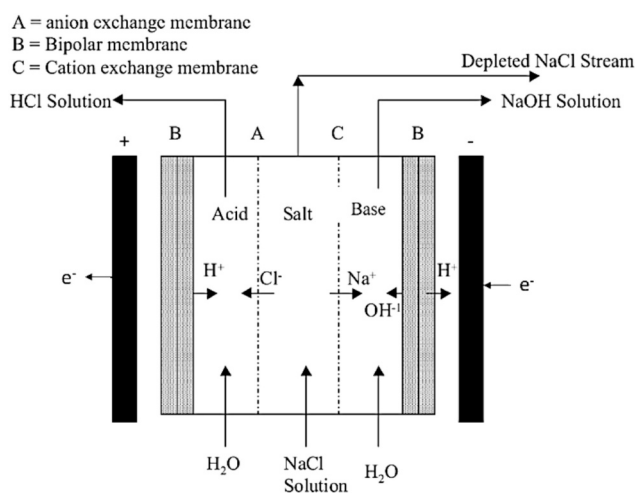 A = anion exchange membrane
B = Bipolar membrane
C = Cation exchange membrane
Depleted NaCl Stream
HCl Solution
NaOH Solution
+
B
A
C
B
-
Acid
Salt
Base
H⁺
Cl⁻
Na⁺
H⁺
e⁻
e⁻
OH⁻¹
H₂O
NaCl
Solution
H₂O